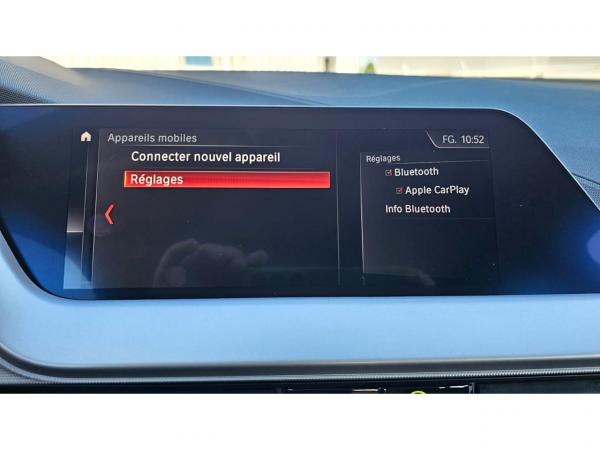 Appareils mobiles
FG. 10:52
Connecter nouvel appareil
Réglages
Réglages
Bluetooth
Apple CarPlay
Info Bluetooth